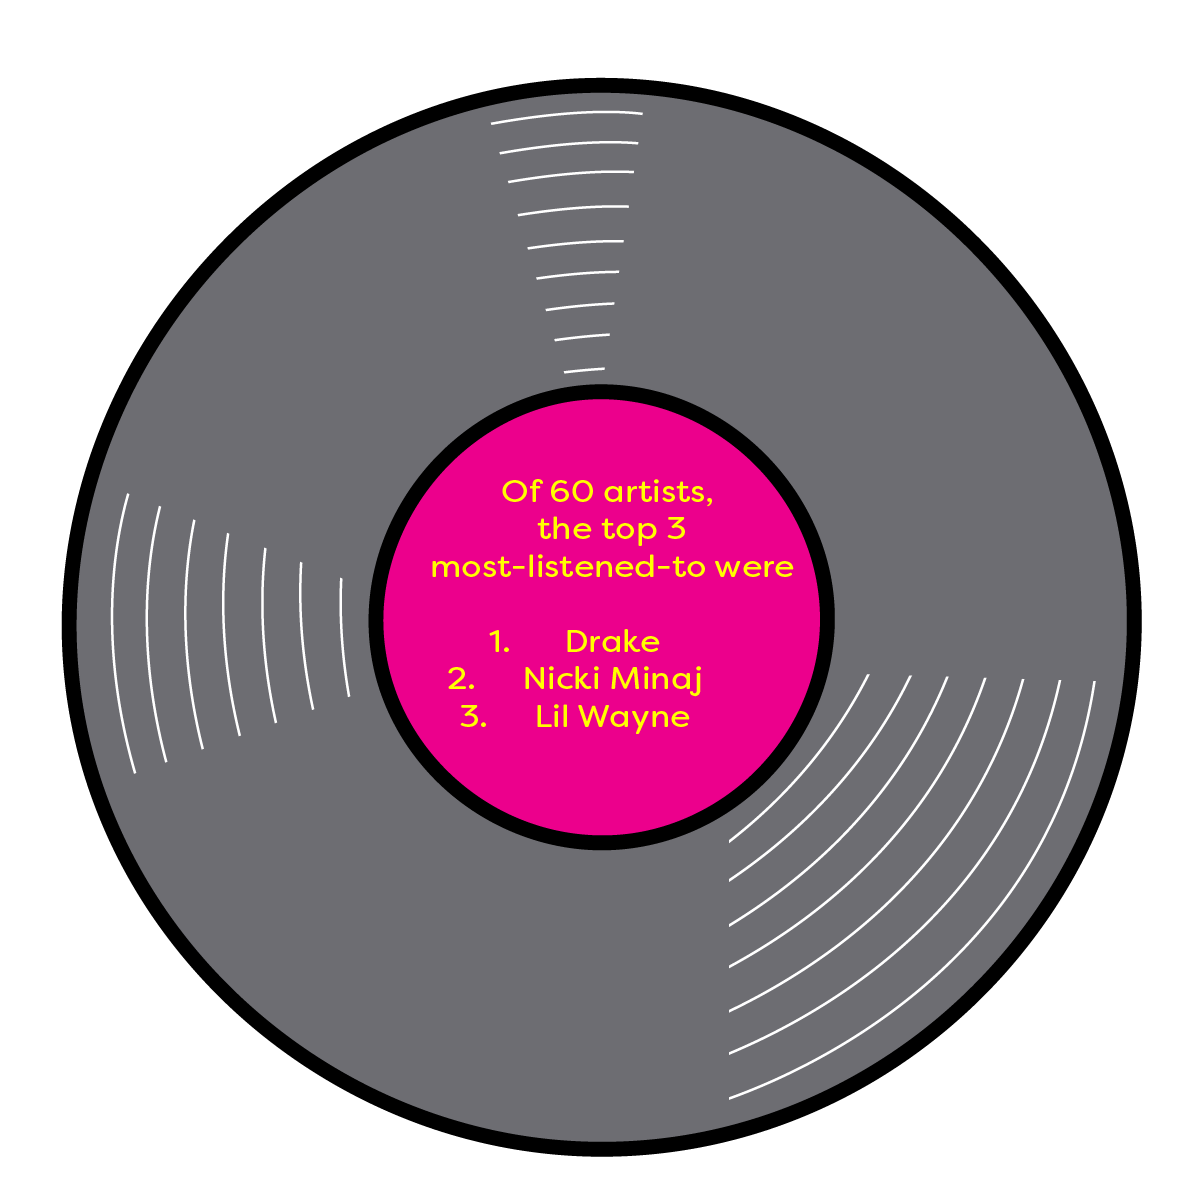 Of 60 artists,
the top 3
most-listened-to were
1. Drake
2. Nicki Minaj
3. Lil Wayne